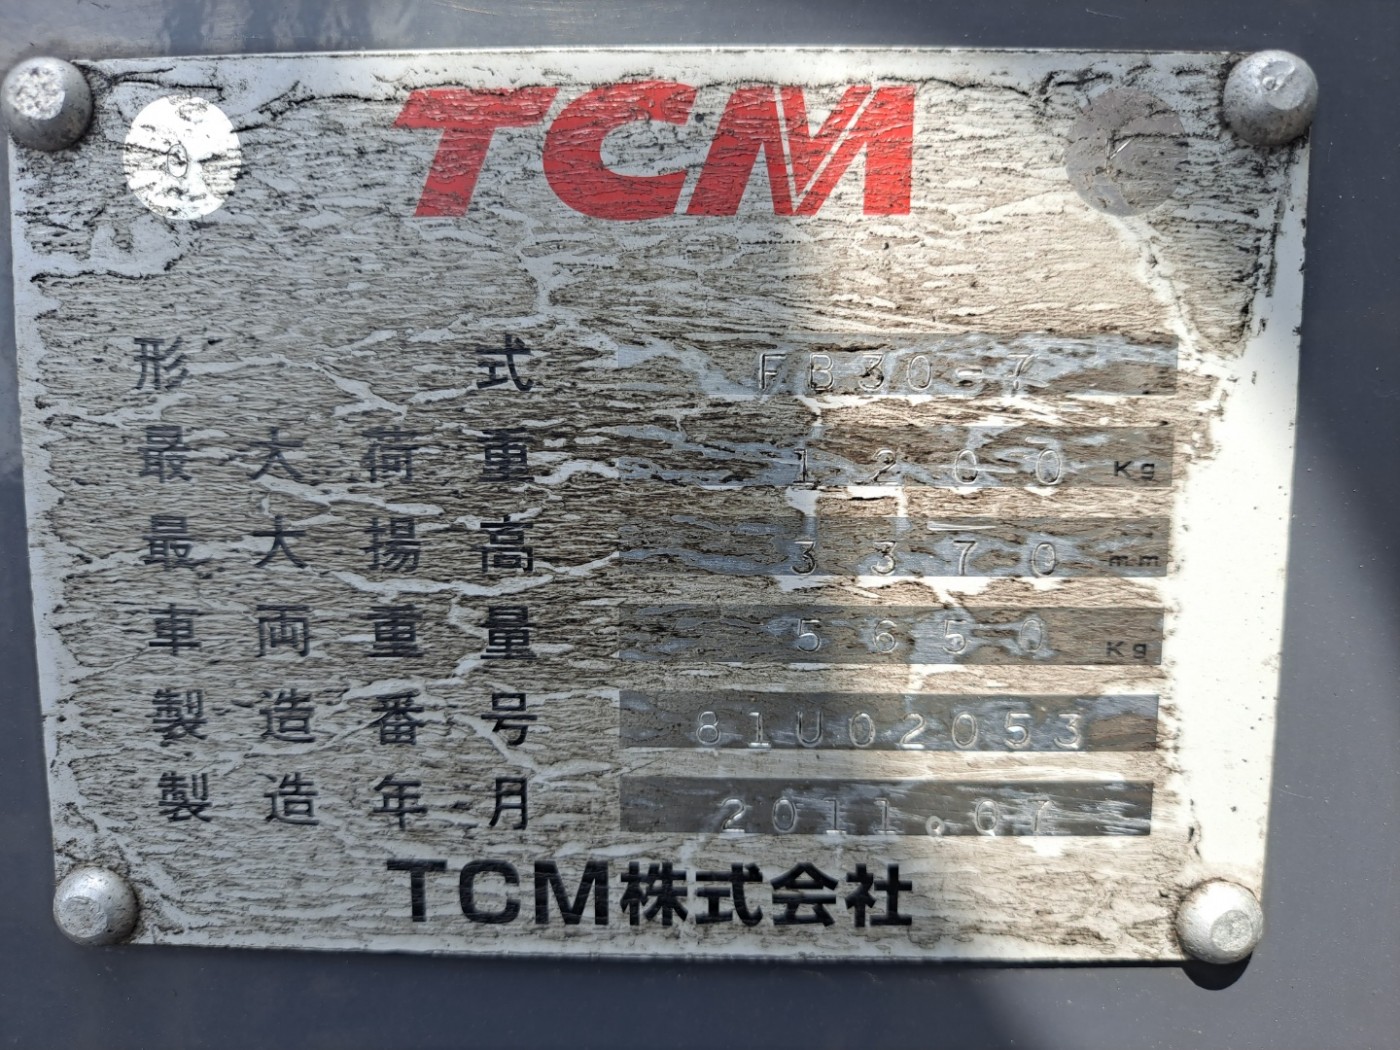 TCM
形式 FB30-7
最大荷重 1200 Kg
最大揚高 3370 mm
車両重量 5650 Kg
製造番号 81U02053
製造年月 2011.07
TCM株式会社